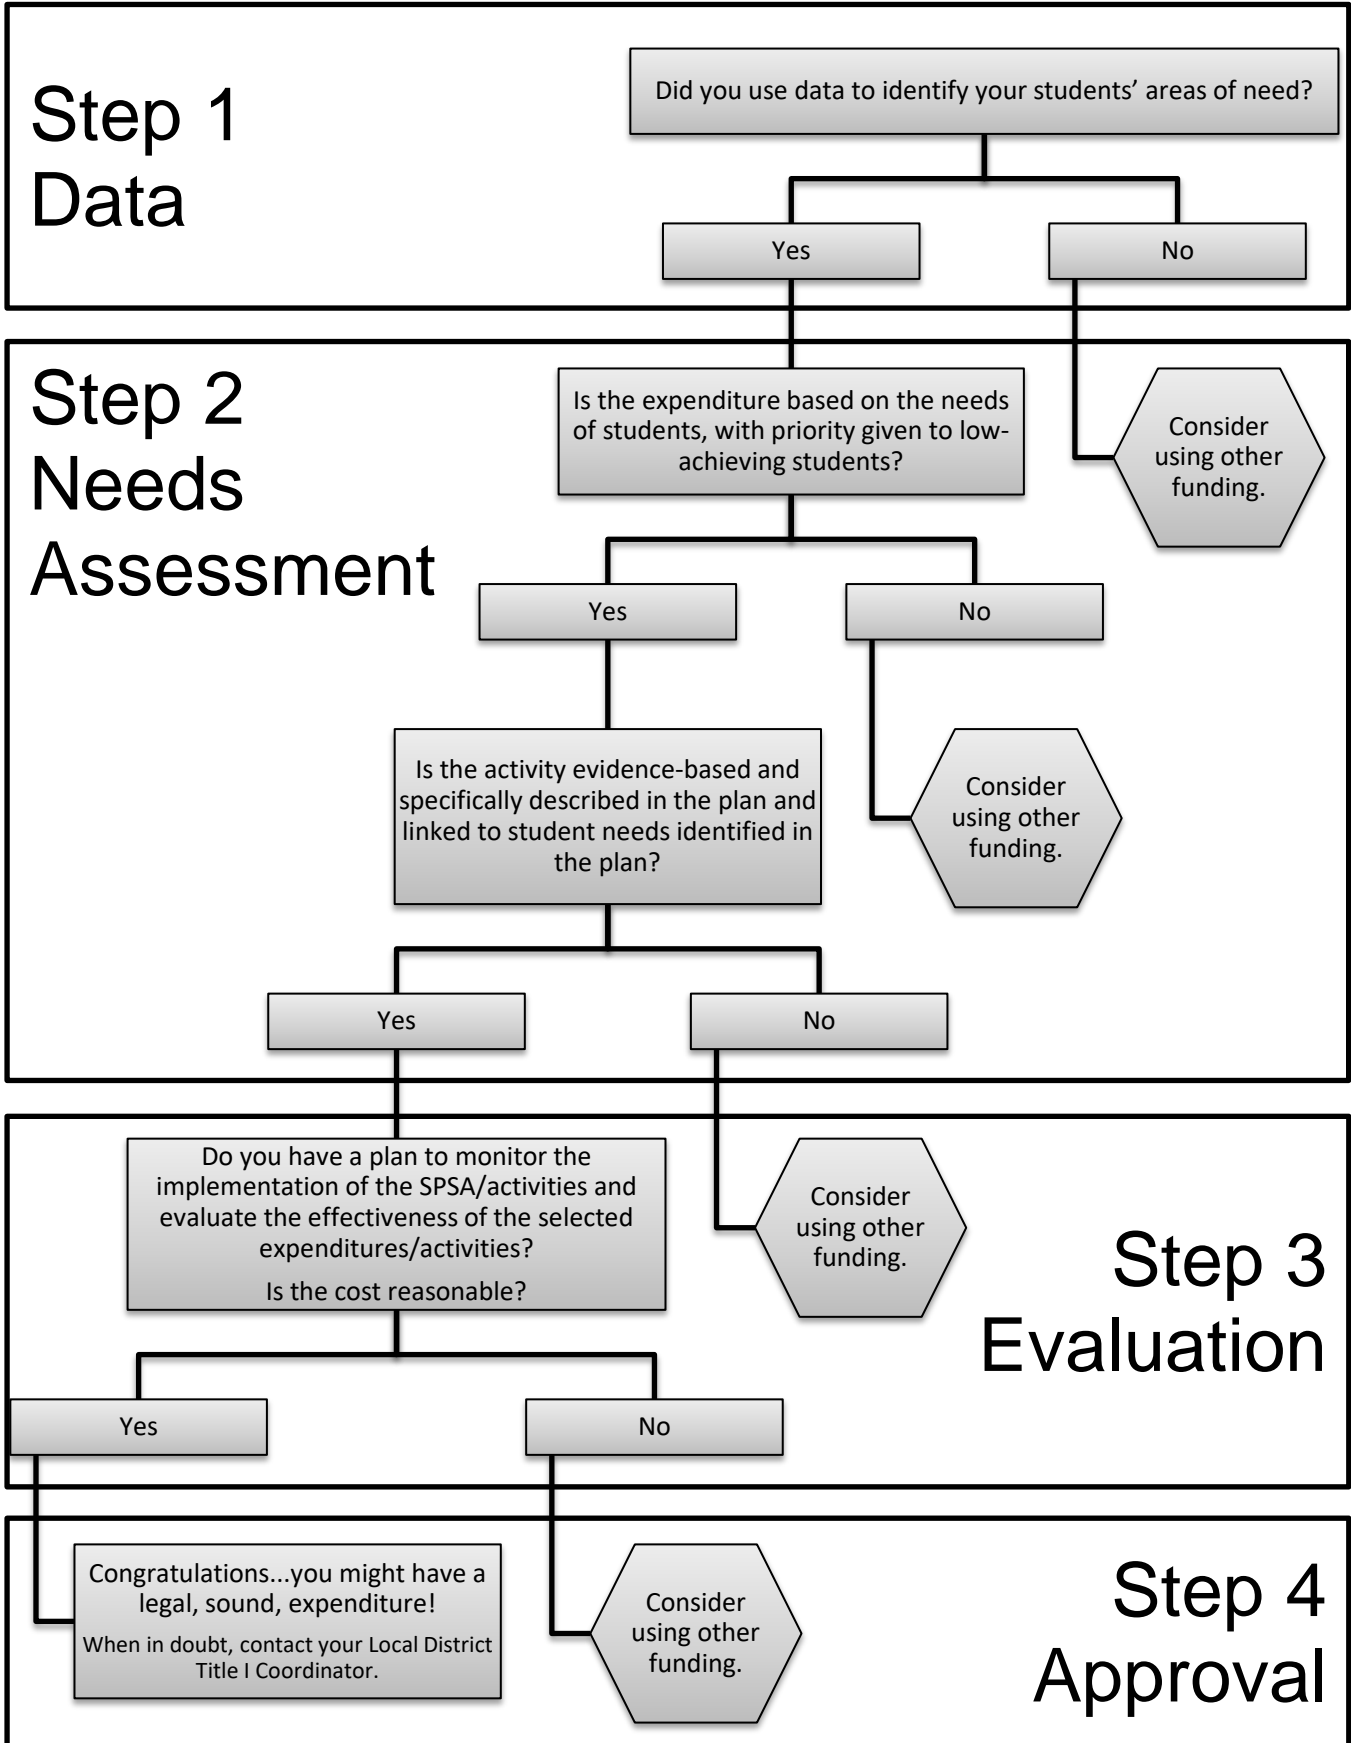 Step 1
Data
Did you use data to identify your students’ areas of need?
Yes
No
Step 2
Needs
Assessment
Is the expenditure based on the needs
of students, with priority given to low-
achieving students?
Consider
using other
funding.
Yes
No
Is the activity evidence-based and
specifically described in the plan and
linked to student needs identified in
the plan?
Consider
using other
funding.
Yes
No
Do you have a plan to monitor the
implementation of the SPSA/activities and
evaluate the effectiveness of the selected
expenditures/activities?
Is the cost reasonable?
Consider
using other
funding.
Step 3
Evaluation
Yes
No
Congratulations...you might have a
legal, sound, expenditure!
When in doubt, contact your Local District
Title I Coordinator.
Consider
using other
funding.
Step 4
Approval